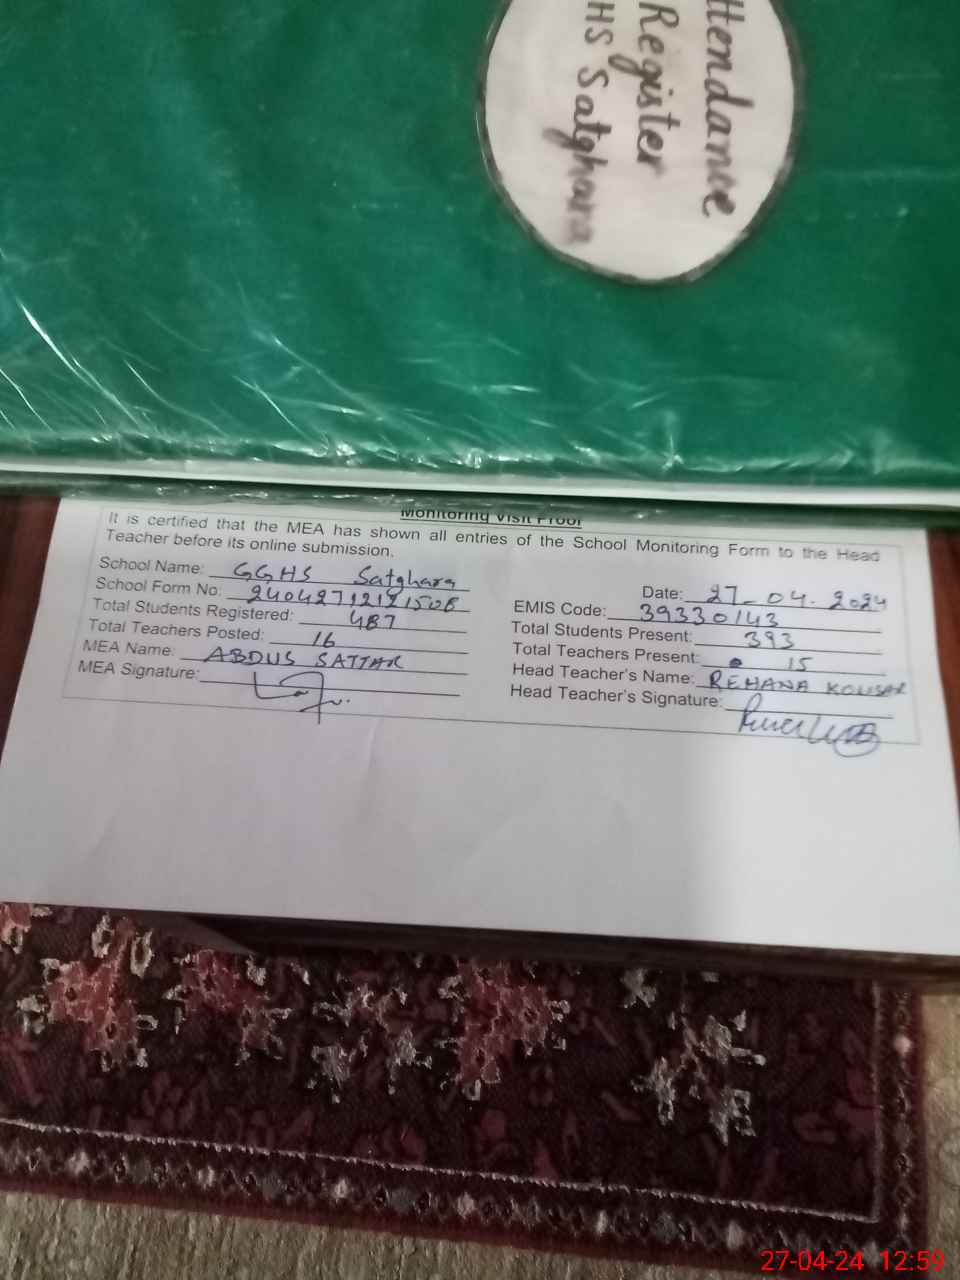 ttendance
Register
HS Satghara
Monitoring Visit Proof
It is certified that the MEA has shown all entries of the School Monitoring Form to the Head
Teacher before its online submission.
School Name: GGHS Satghara
Date: 27-04-2024
School Form No:
EMIS Code: 39330143
Total Students Registered: 487
Total Students Present: 393
Total Teachers Posted: 16
Total Teachers Present: 15
MEA Name: ABDUS SATTAR
Head Teacher's Name: REHANA KOUSAR
MEA Signature:
Head Teacher's Signature:
27-04-24 12:59